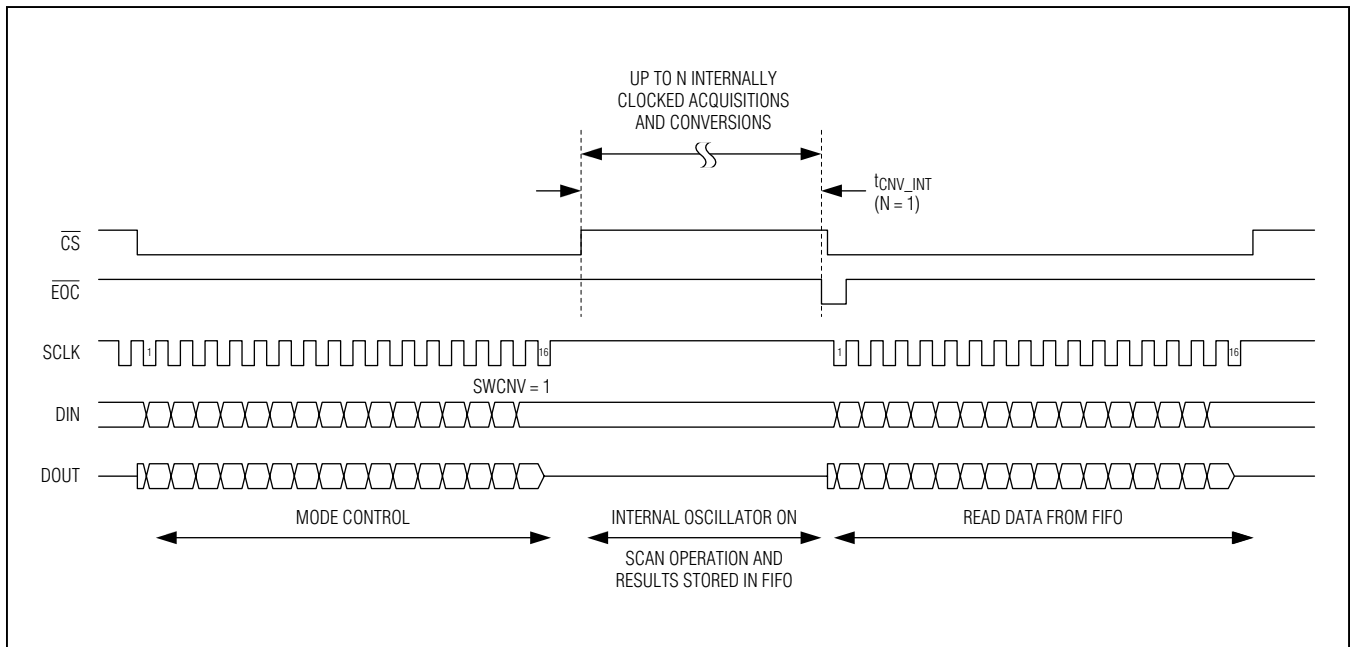 UP TO N INTERNALLY
CLOCKED ACQUISITIONS
AND CONVERSIONS
tCNV_INT
(N = 1)
CS
EOC
SCLK
1
16
1
16
SWCNV = 1
DIN
DOUT
MODE CONTROL
INTERNAL OSCILLATOR ON
READ DATA FROM FIFO
SCAN OPERATION AND
RESULTS STORED IN FIFO